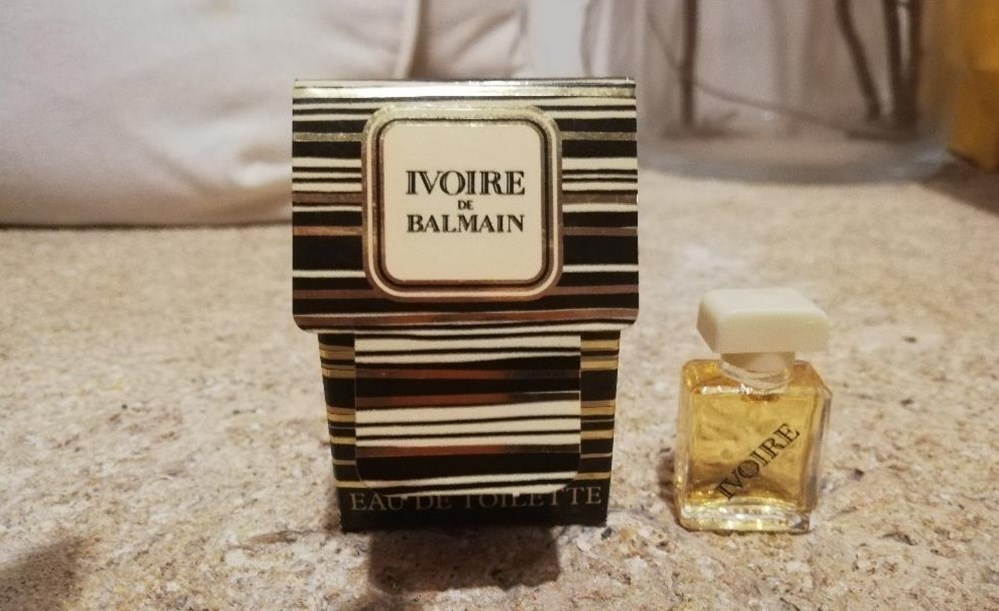 IVOIRE
DE
BALMAIN
EAU DE TOILETTE
IVOIRE